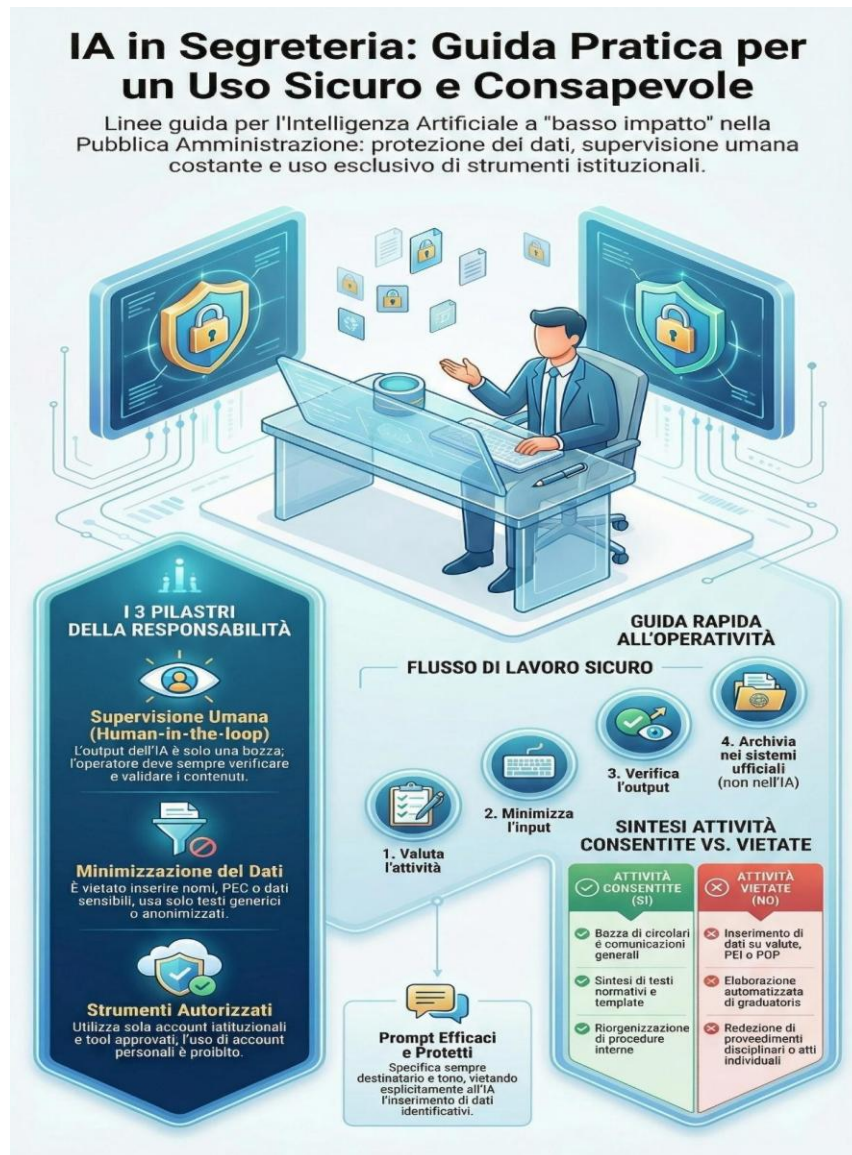 IA in Segreteria: Guida Pratica per
un Uso Sicuro e Consapevole
Linee guida per l'Intelligenza Artificiale a "basso impatto" nella
Pubblica Amministrazione: protezione dei dati, supervisione umana
costante e uso esclusivo di strumenti istituzionali.
I 3 PILASTRI
DELLA RESPONSABILITÀ
Supervisione Umana
(Human-in-the-loop)
L'output dell'IA è solo una bozza;
l'operatore deve sempre verificare
e validare i contenuti.
Minimizzazione del Dati
È vietato inserire nomi, PEC o dati
sensibili, usa solo testi generici
o anonimizzati.
Strumenti Autorizzati
Utilizza sola account iatituzionali
e tool approvati, l'uso di account
personali è proibito.
GUIDA RAPIDA
ALL'OPERATIVITÀ
FLUSSO DI LAVORO SICURO
1. Valuta
l'attività
2. Minimizza
l'input
3. Verifica
l'output
4. Archivia
nei sistemi
ufficiali
(non nell'IA)
Prompt Efficaci
e Protetti
Specifica sempre
destinatario e tono, vietando
esplicitamente all'IA
l'inserimento di dati
identificativi.
SINTESI ATTIVITÀ
CONSENTITE VS. VIETATE
ATTIVITÀ
CONSENTITE
(SI)
Bazza di circolari
é comunicazioni
generall
Sintesi di testi
normativi e
template
Riorgenizzazione
di procedure
interne
ATTIVITÀ
VIETATE
(NO)
Inserimento di
dati su valute,
PEI o POP
Elaborazione
automatizzata
di graduatoris
Redezione di
proveedimenti
disciplinari o atti
individuali